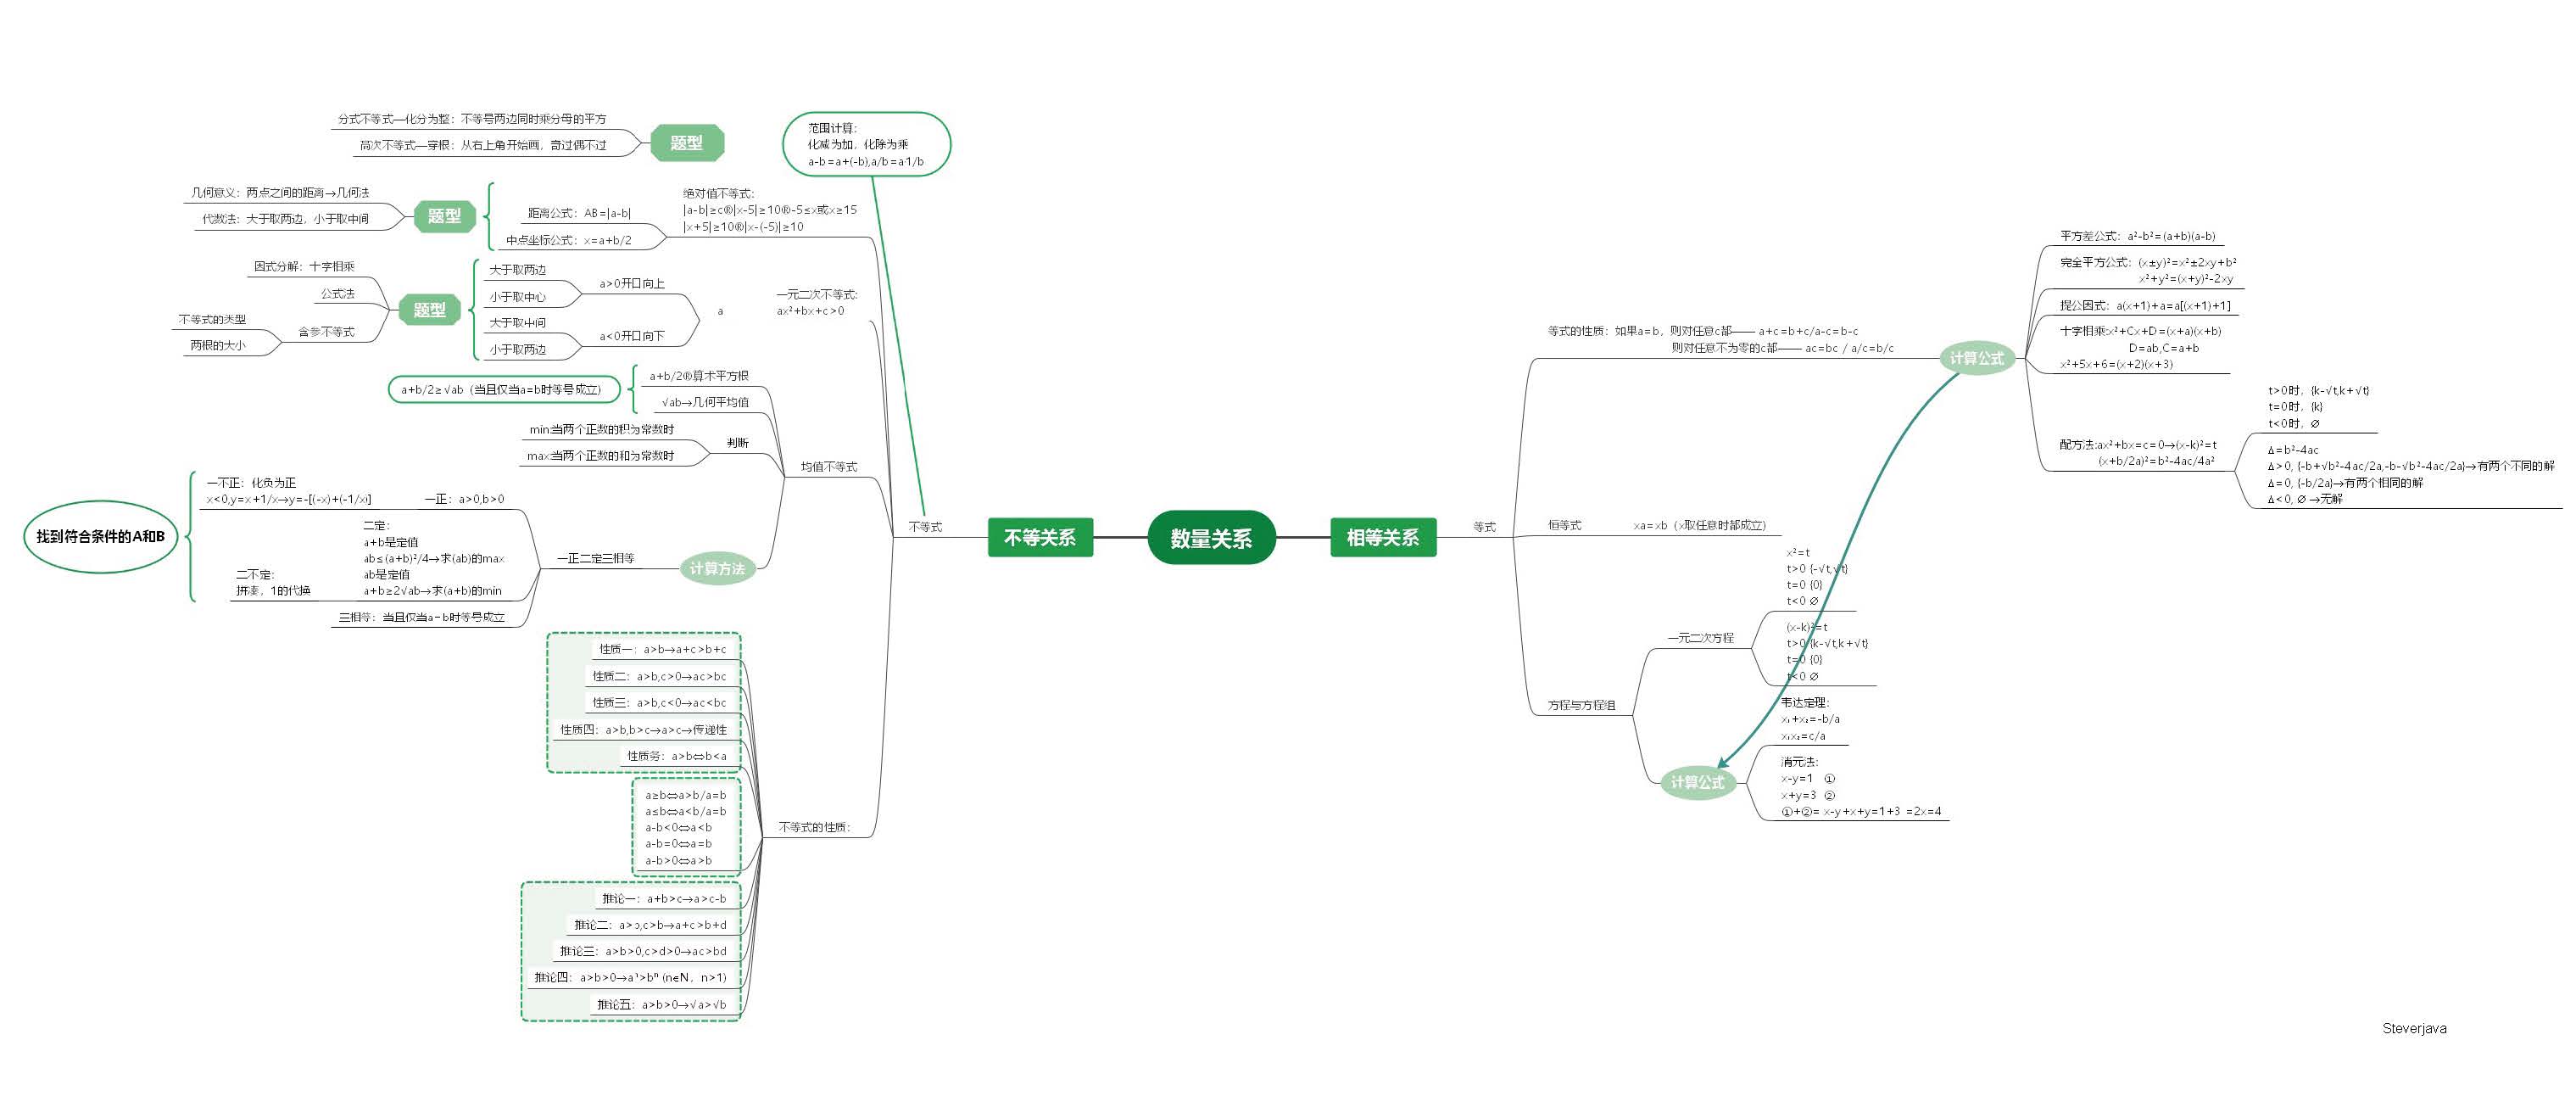 数量关系
不等关系
不等式
范围计算：
化减为加，化除为乘
a-b=a+(-b),a/b=a·1/b
题型
分式不等式—化分为整：不等号两边同时乘分母的平方
高次不等式—穿根：从右上角开始画，奇过偶不过
绝对值不等式：
|a-b|≥c®|x-5|≥10®-5≤x或x≥15
|x+5|≥10®|x-(-5)|≥10
距离公式：AB=|a-b|
中点坐标公式：x=a+b/2
题型
几何意义：两点之间的距离→几何法
代数法：大于取两边，小于取中间
一元二次不等式:
ax²+bx+c>0
a
a>0开口向上
大于取两边
小于取中心
a<0开口向下
大于取中间
小于取两边
题型
因式分解：十字相乘
公式法
含参不等式
不等式的类型
两根的大小
均值不等式
a+b/2®算术平方根
√ab→几何平均值
a+b/2≥√ab（当且仅当a=b时等号成立）
判断
min:当两个正数的积为常数时
max:当两个正数的和为常数时
计算方法
一正二定三相等
一正：a>0,b>0
一不正：化负为正
x<0,y=x+1/x→y=-[(-x)+(-1/x)]
二定：
a+b是定值
ab≤(a+b)²/4→求(ab)的max
ab是定值
a+b≥2√ab→求(a+b)的min
二不定：
拼凑，1的代换
三相等：当且仅当a=b时等号成立
找到符合条件的A和B
不等式的性质：
性质一：a>b→a+c>b+c
性质二：a>b,c>0→ac>bc
性质三：a>b,c<0→ac<bc
性质四：a>b,b>c→a>c→传递性
性质务：a>b⇔b<a
a≥b⇔a>b/a=b
a≤b⇔a<b/a=b
a-b<0⇔a<b
a-b=0⇔a=b
a-b>0⇔a>b
推论一：a+b>c→a>c-b
推论二：a>b,c>b→a+c>b+d
推论三：a>b>0,c>d>0→ac>bd
推论四：a>b>0→aⁿ>bⁿ (n∈N，n>1)
推论五：a>b>0→√a>√b
相等关系
等式
等式的性质：如果a=b，则对任意c都—— a+c=b+c/a-c=b-c
则对任意不为零的c都—— ac=bc / a/c=b/c
计算公式
平方差公式：a²-b²=(a+b)(a-b)
完全平方公式：(x±y)²=x²±2xy+b²
x²+y²=(x+y)²-2xy
提公因式：a(x+1)+a=a[(x+1)+1]
十字相乘:x²+Cx+D=(x+a)(x+b)
D=ab,C=a+b
x²+5x+6=(x+2)(x+3)
配方法:ax²+bx=c=0→(x-k)²=t
(x+b/2a)²=b²-4ac/4a²
t>0时，{k-√t,k+√t}
t=0时，{k}
t<0时，∅
Δ=b²-4ac
Δ>0, {-b+√b²-4ac/2a,-b-√b²-4ac/2a}→有两个不同的解
Δ=0, {-b/2a}→有两个相同的解
Δ<0, ∅ →无解
恒等式
xa=xb（x取任意时都成立）
方程与方程组
一元二次方程
x²=t
t>0 {-√t,√t}
t=0 {0}
t<0 ∅
(x-k)²=t
t>0 {k-√t,k+√t}
t=0 {0}
t<0 ∅
计算公式
韦达定理：
x₁+x₂=-b/a
x₁x₂=c/a
消元法：
x-y=1 ①
x+y=3 ②
①+②= x-y+x+y=1+3 =2x=4
Steverjava